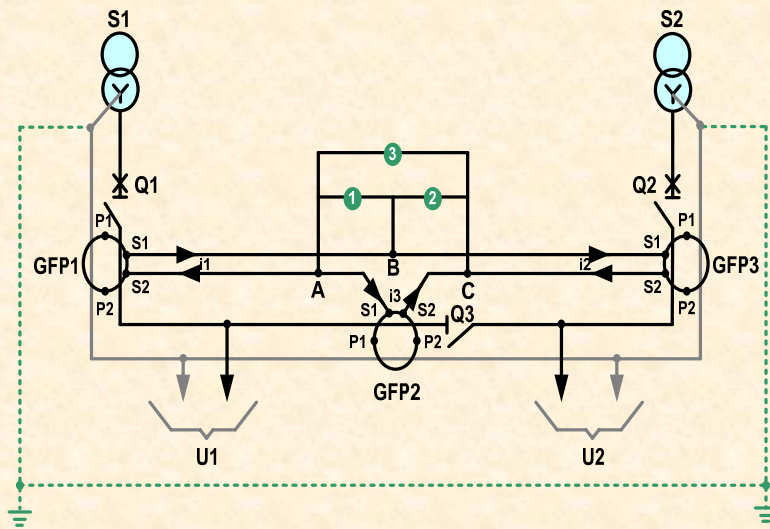 S1 S2
3
Q1 1 2 Q2
P1 P1
S1 S1
GFP1 i1 B i2 GFP3
S2 S2
A i3 C
P2 S1 S2 Q3 P2
P1 P2
GFP2
U1 U2